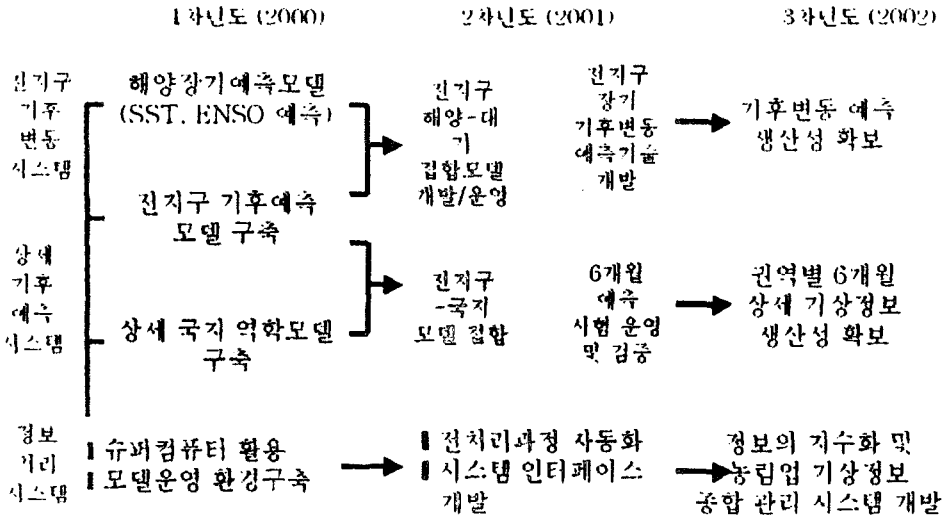 1차년도 (2000)
2차년도 (2001)
3차년도 (2002)
전지구
기후
변동
시스템
해양장기예측모델
(SST, ENSO 예측)
전지구 기후예측
모델 구축
전지구
해양-대
기
접합모델
개발/운영
전지구
장기
기후변동
예측기술
개발
기후변동 예측
생산성 확보
상세
기후
예측
시스템
상세 국지 역학모델
구축
전지구
-국지
모델 접합
6개월
예측
시험 운영
및 검증
권역별 6개월
상세 기상정보
생산성 확보
정보
처리
시스템
슈퍼컴퓨터 활용
모델운영 환경구축
전처리과정 자동화
시스템 인터페이스
개발
정보의 지수화 및
농림업 기상정보
종합 관리 시스템 개발